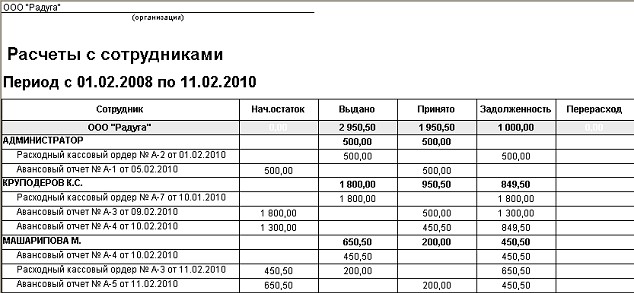 ООО "Радуга"
(организации)
Расчеты с сотрудниками
Период с 01.02.2008 по 11.02.2010
Сотрудник Нач.остаток Выдано Принято Задолженность Перерасход
ООО "Радуга" 0,00 2 950,50 1 950,50 1 000,00 0,00
АДМИНИСТРАТОР 500,00 500,00
Расходный кассовый ордер № А-2 от 01.02.2010 500,00 500,00
Авансовый отчет № А-1 от 05.02.2010 500,00 500,00
КРУПОДЕРОВ К.С. 1 800,00 950,50 849,50
Расходный кассовый ордер № А-7 от 10.01.2010 1 800,00 1 800,00
Авансовый отчет № А-3 от 09.02.2010 1 800,00 500,00 1 300,00
Авансовый отчет № А-4 от 10.02.2010 1 300,00 450,50 849,50
МАШАРИПОВА М. 650,50 200,00 450,50
Авансовый отчет № А-4 от 10.02.2010 450,50 450,50
Расходный кассовый ордер № А-3 от 11.02.2010 450,50 200,00 650,50
Авансовый отчет № А-5 от 11.02.2010 650,50 200,00 450,50